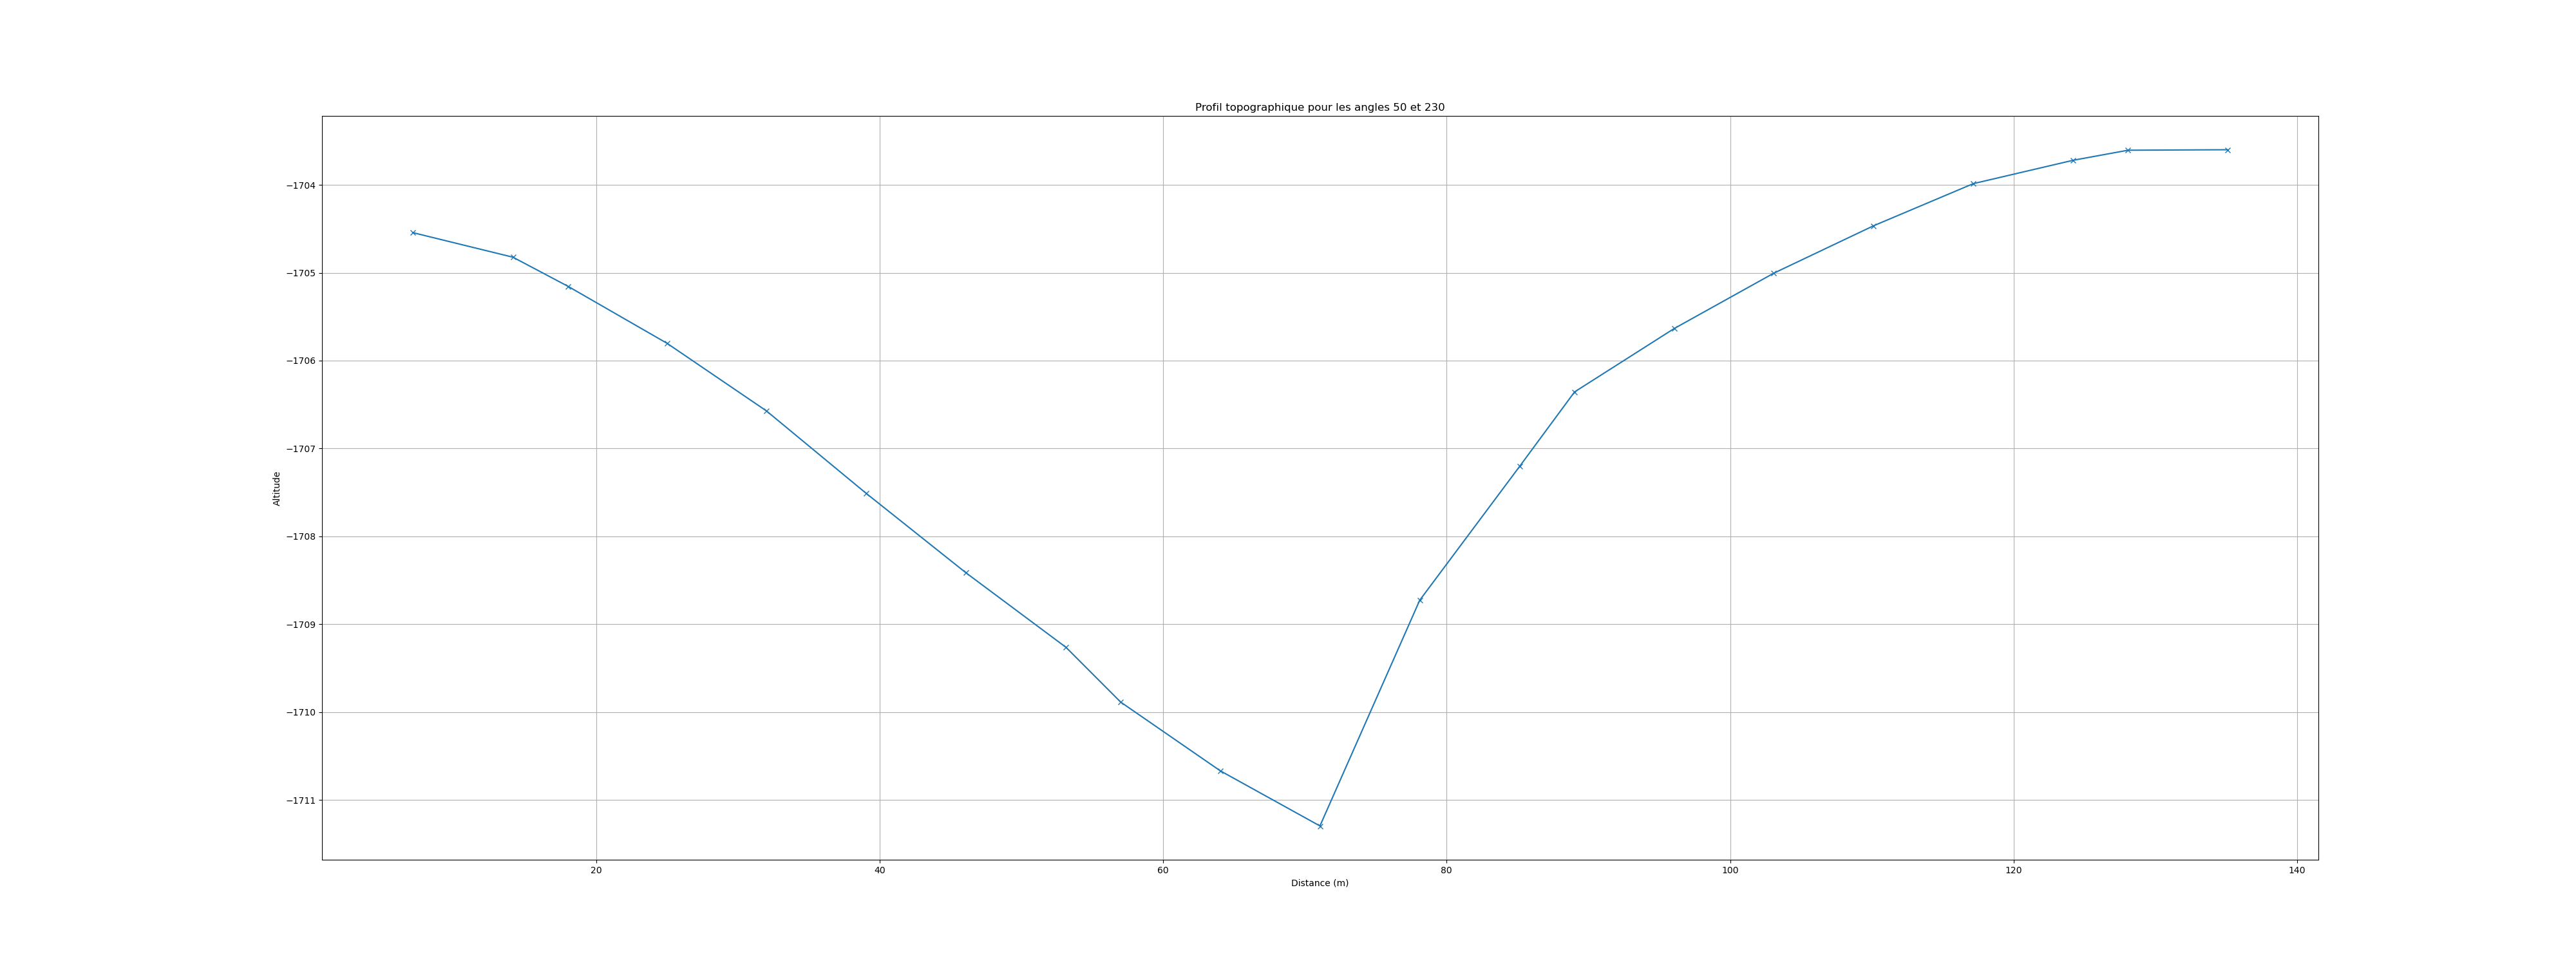 Profil topographique pour les angles 50 et 230
−1704
−1705
−1706
−1707
−1708
−1709
−1710
−1711
Altitude
20 40 60 80 100 120 140
Distance (m)